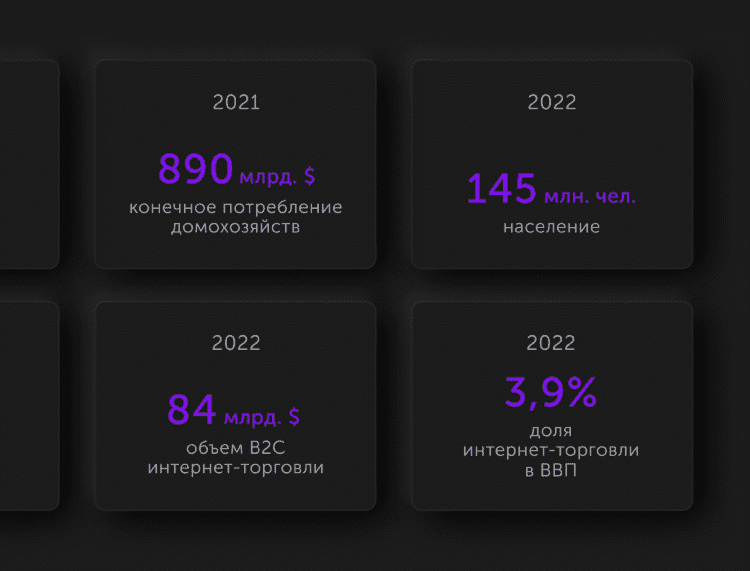 2021
890 млрд. $
конечное потребление
домохозяйств
2022
145 млн. чел.
население
2022
84 млрд. $
объем B2C
интернет-торговли
2022
3,9%
доля
интернет-торговли
в ВВП